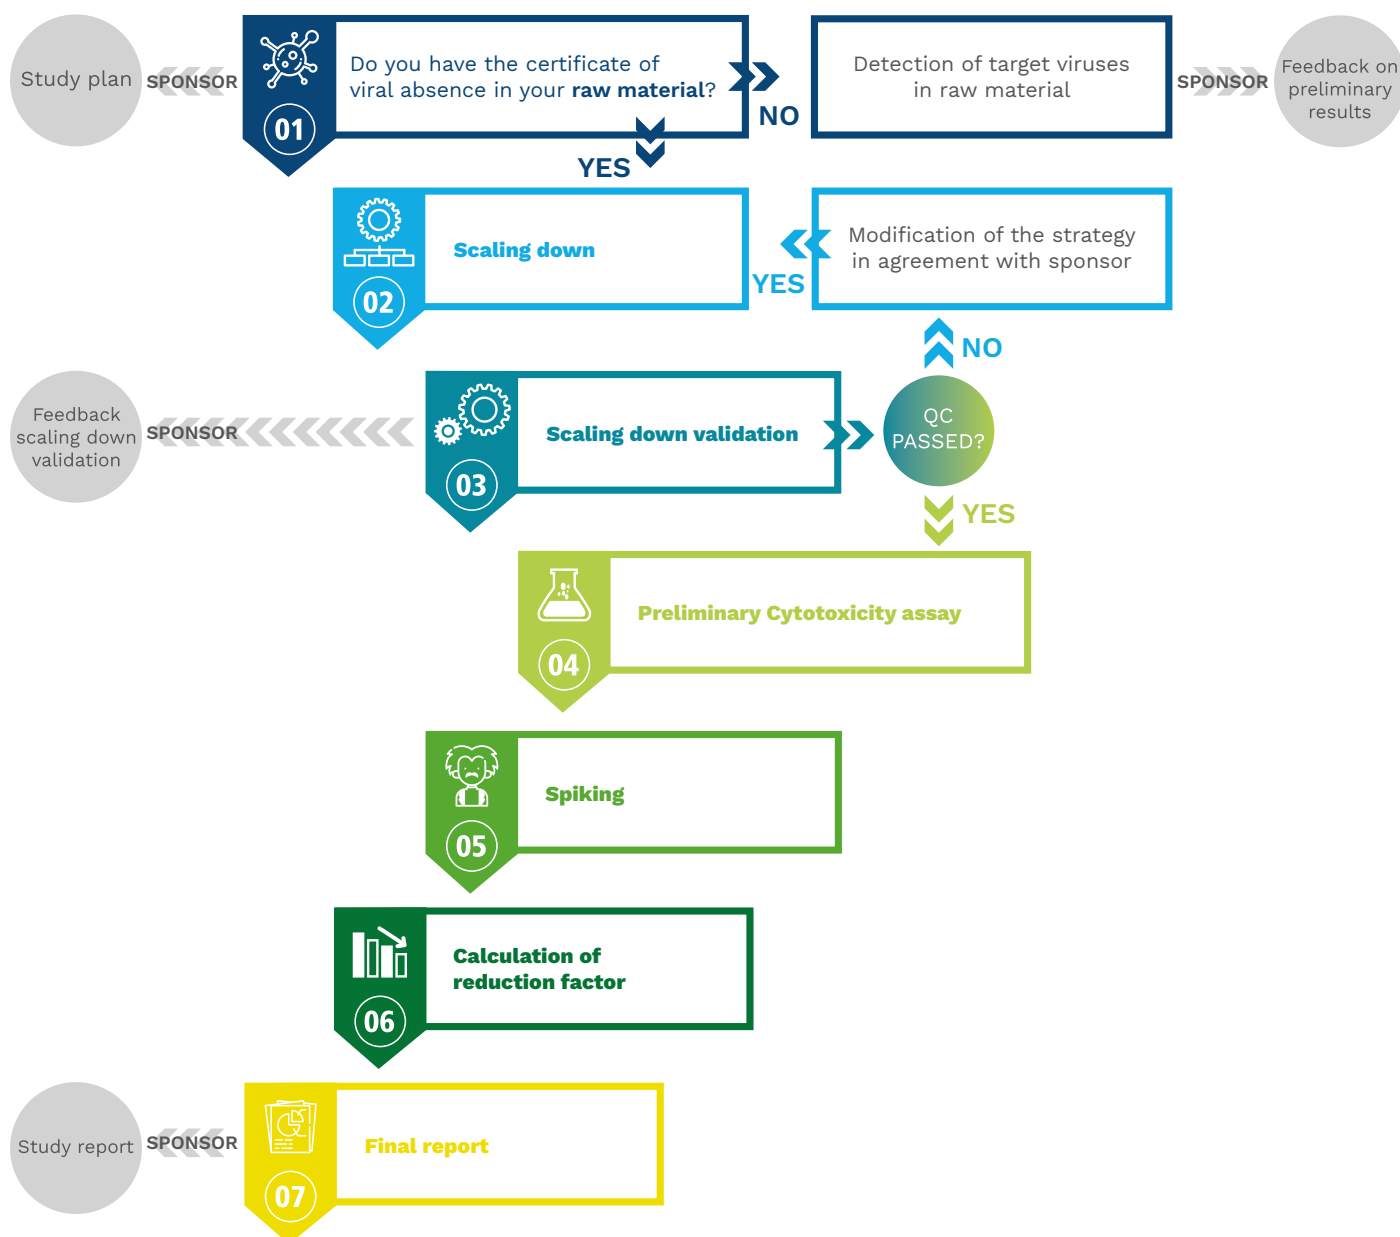 Study plan
SPONSOR
01
Do you have the certificate of
viral absence in your raw material?
NO
YES
Detection of target viruses
in raw material
SPONSOR
Feedback on
preliminary
results
02
Scaling down
YES
Modification of the strategy
in agreement with sponsor
NO
Feedback
scaling down
validation
SPONSOR
03
Scaling down validation
QC
PASSED?
YES
04
Preliminary Cytotoxicity assay
05
Spiking
06
Calculation of
reduction factor
Study report
SPONSOR
07
Final report